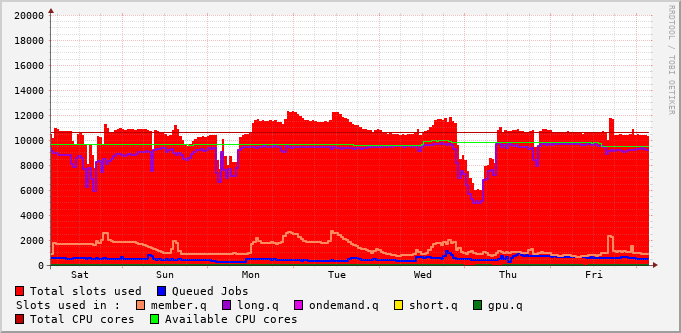 20000
18000
16000
14000
12000
10000
8000
6000
4000
2000
0
Sat Sun Mon Tue Wed Thu Fri
RRDTOOL / TOBI OETIKER
Total slots used Queued Jobs
Slots used in : member.q long.q ondemand.q short.q gpu.q
Total CPU cores Available CPU cores